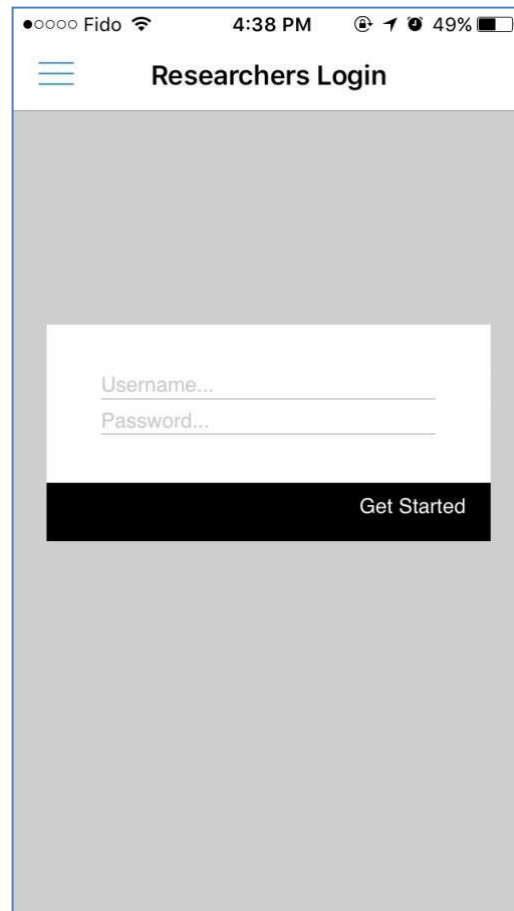 Fido 4:38 PM 49%
Researchers Login
Username...
Password...
Get Started